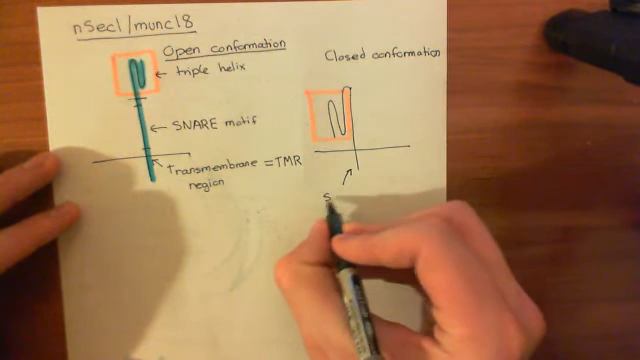 nSec1/munc18
Open conformation
← triple helix
← SNARE motif
Transmembrane = TMR
region
Closed conformation
S